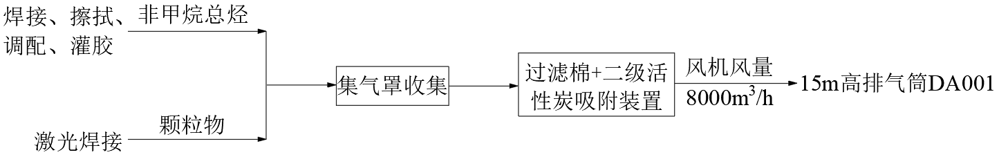 焊接、擦拭、
调配、灌胶
非甲烷总烃
激光焊接
颗粒物
集气罩收集
过滤棉+二级活
性炭吸附装置
风机风量
8000m³/h
15m高排气筒DA001